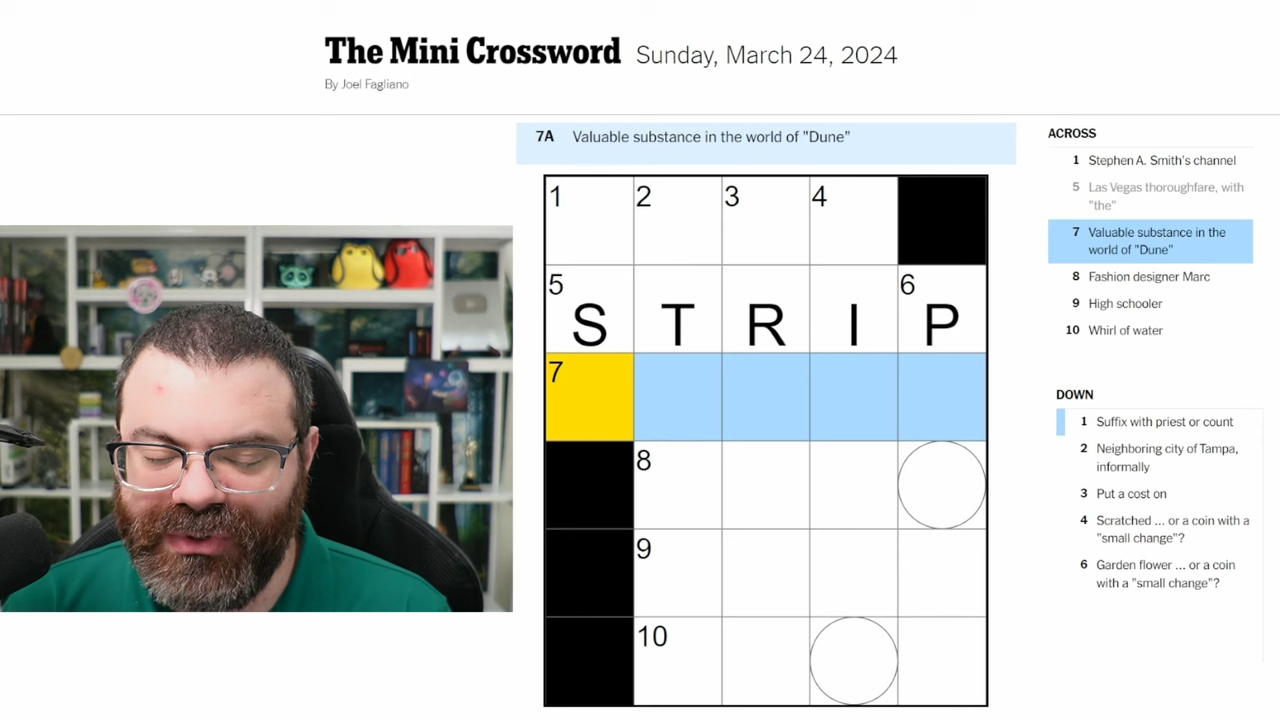 The Mini Crossword Sunday, March 24, 2024
By Joel Fagliano
7A Valuable substance in the world of "Dune"
1 2 3 4
5 6
S T R I P
7
8
9
10
ACROSS
1 Stephen A. Smith's channel
5 Las Vegas thoroughfare, with
"the"
7 Valuable substance in the
world of "Dune"
8 Fashion designer Marc
9 High schooler
10 Whirl of water
DOWN
1 Suffix with priest or count
2 Neighboring city of Tampa,
informally
3 Put a cost on
4 Scratched ... or a coin with a
"small change"?
6 Garden flower ... or a coin
with a "small change"?